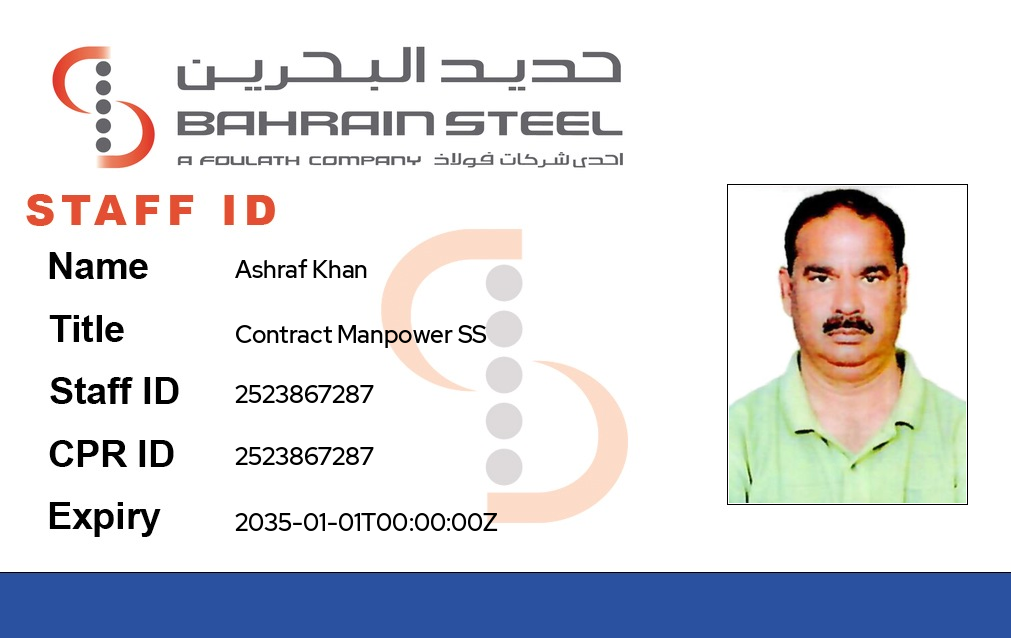 حديد البحرين
BAHRAIN STEEL
A FOULATH COMPANY احدى شركات فولاذ
STAFF ID
Name Ashraf Khan
Title Contract Manpower SS
Staff ID 2523867287
CPR ID 2523867287
Expiry 2035-01-01T00:00:00Z